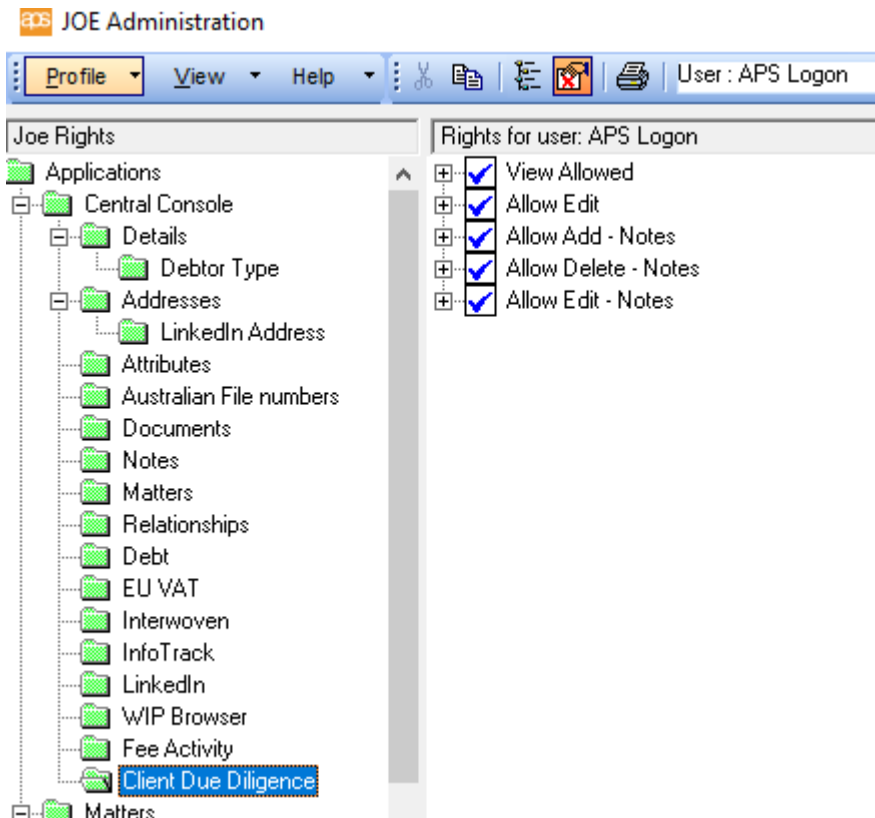 aps JOE Administration
Profile View Help User : APS Logon
Joe Rights
Applications
Central Console
Details
Debtor Type
Addresses
LinkedIn Address
Attributes
Australian File numbers
Documents
Notes
Matters
Relationships
Debt
EU VAT
Interwoven
InfoTrack
LinkedIn
WIP Browser
Fee Activity
Client Due Diligence
Matters
Rights for user: APS Logon
View Allowed
Allow Edit
Allow Add - Notes
Allow Delete - Notes
Allow Edit - Notes